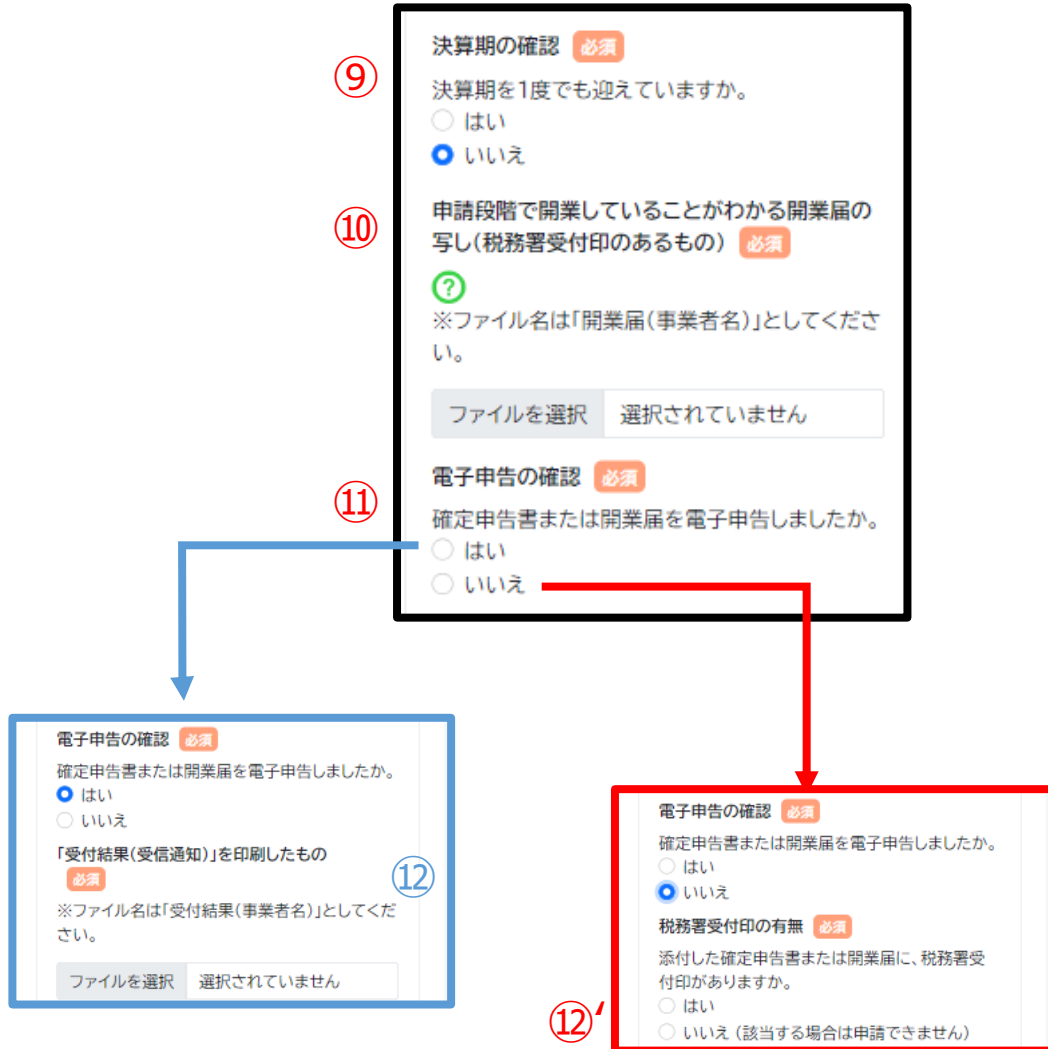 ⑨
決算期の確認 必須
決算期を1度でも迎えていますか。
はい
いいえ
⑩
申請段階で開業していることがわかる開業届の
写し(税務署受付印のあるもの) 必須
?
※ファイル名は「開業届(事業者名)」としてくださ
い。
ファイルを選択 選択されていません
⑪
電子申告の確認 必須
確定申告書または開業届を電子申告しましたか。
はい
いいえ
電子申告の確認 必須
確定申告書または開業届を電子申告しましたか。
はい
いいえ
「受付結果(受信通知)」を印刷したもの
必須
⑫
※ファイル名は「受付結果(事業者名)」としてくだ
さい。
ファイルを選択 選択されていません
電子申告の確認 必須
確定申告書または開業届を電子申告しましたか。
はい
いいえ
税務署受付印の有無 必須
添付した確定申告書または開業届に、税務署受
付印がありますか。
はい
いいえ (該当する場合は申請できません)
⑫′